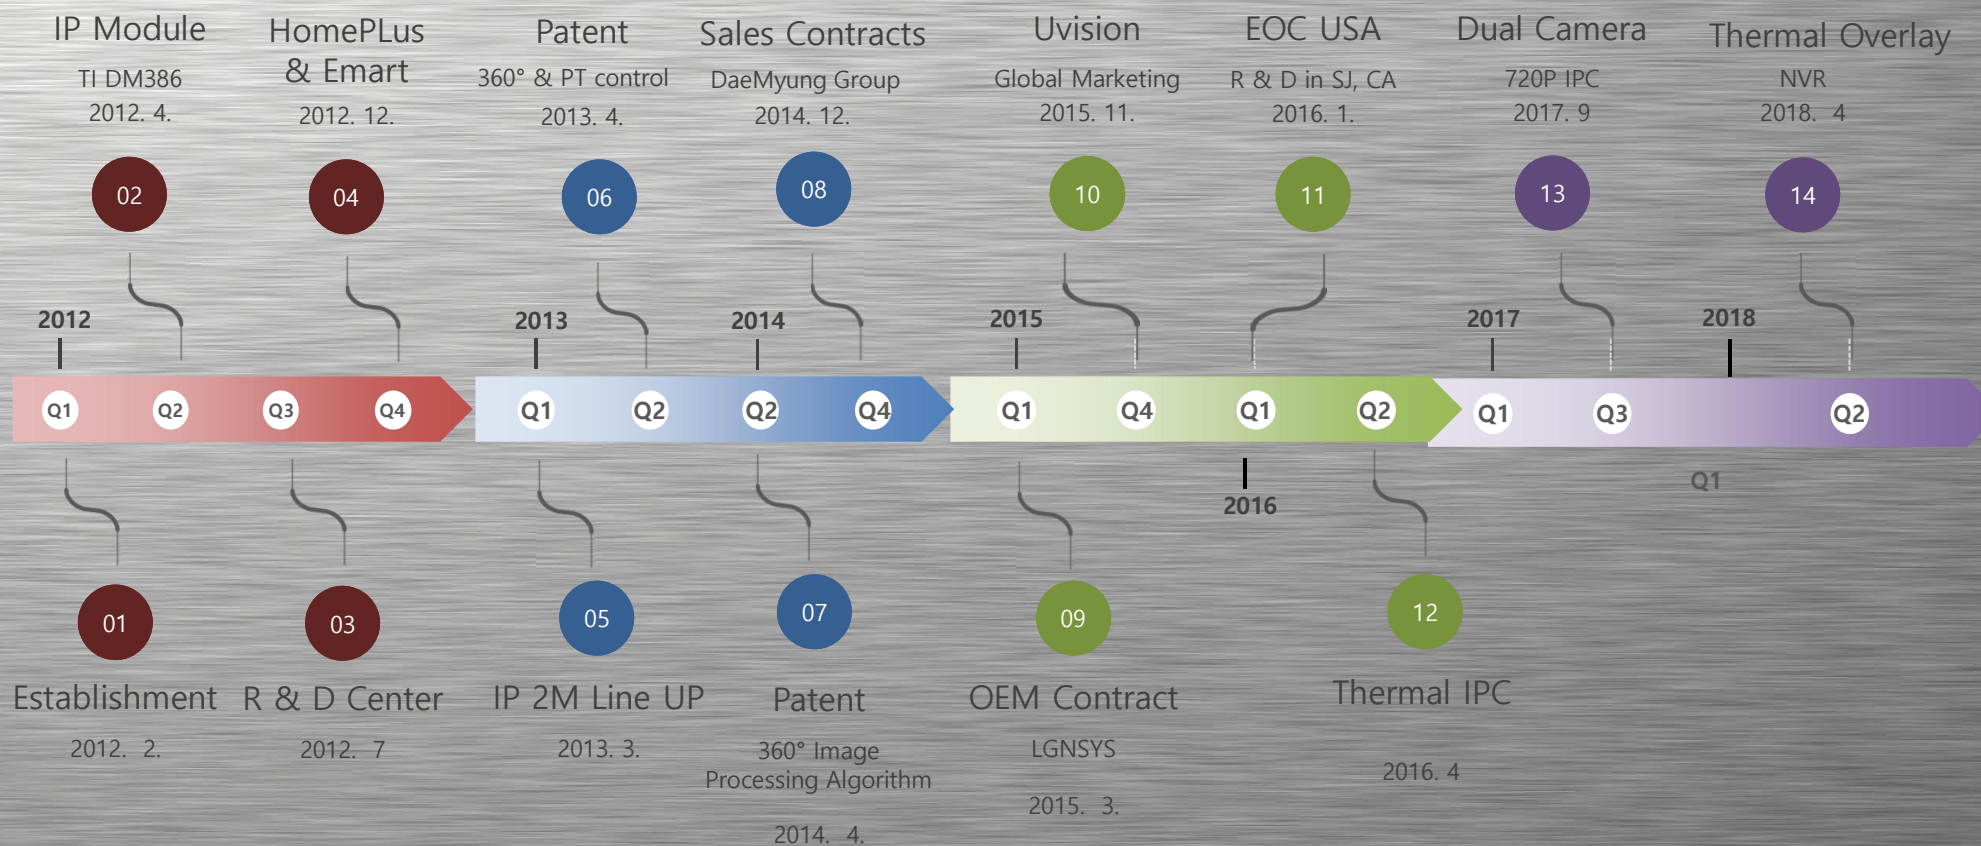 IP Module
TI DM386
2012. 4.
HomePLus
& Emart
2012. 12.
Patent
360° & PT control
2013. 4.
Sales Contracts
DaeMyung Group
2014. 12.
Uvision
Global Marketing
2015. 11.
EOC USA
R & D in SJ, CA
2016. 1.
Dual Camera
720P IPC
2017. 9
Thermal Overlay
NVR
2018. 4
02
04
06
08
10
11
13
14
2012
2013
2014
2015
2017
2018
Q1
Q2
Q3
Q4
Q1
Q2
Q2
Q4
Q1
Q4
Q1
Q2
Q1
Q3
Q2
Q1
2016
01
03
05
07
09
12
Establishment
2012. 2.
R & D Center
2012. 7
IP 2M Line UP
2013. 3.
Patent
360° Image
Processing Algorithm
2014. 4.
OEM Contract
LGNSYS
2015. 3.
Thermal IPC
2016. 4